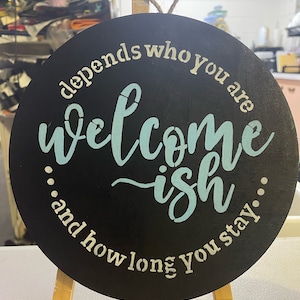 depends who you are
welcome
~ish
...and how long you stay...